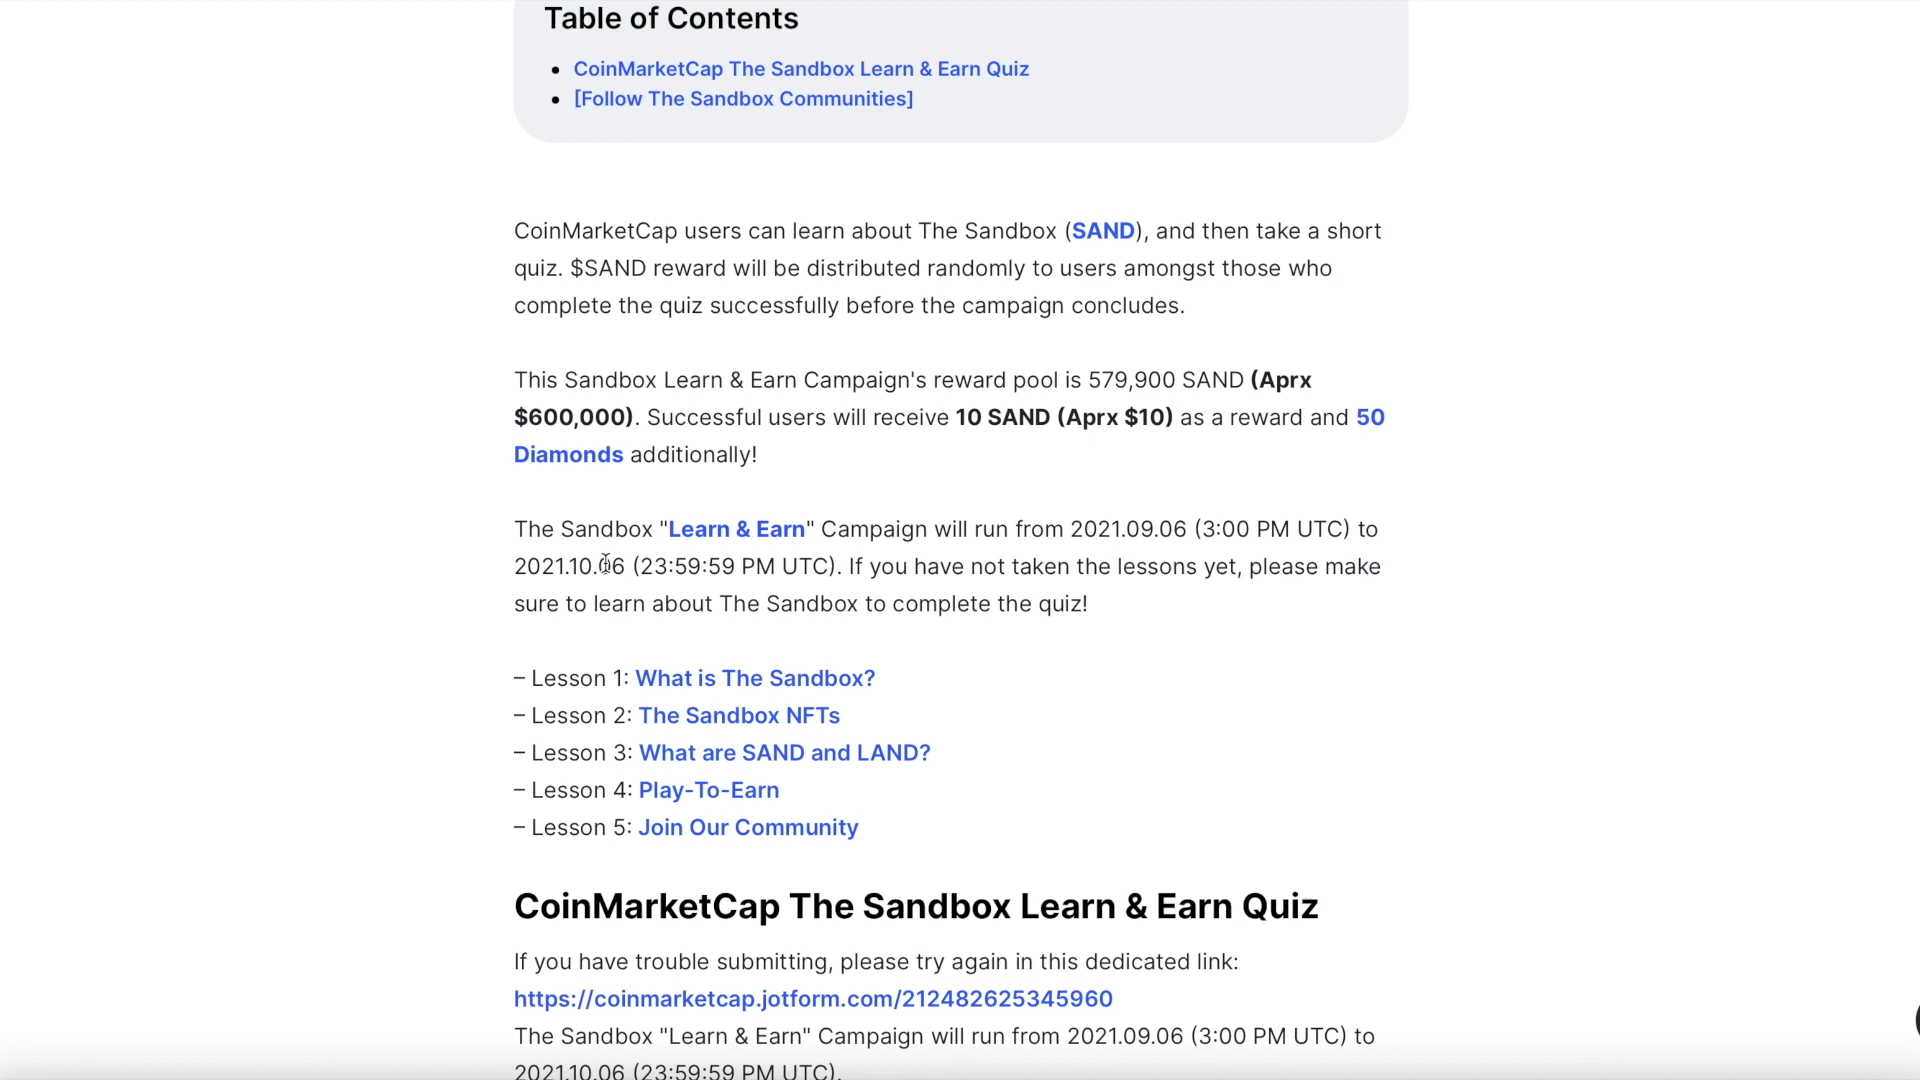 Table of Contents
• CoinMarketCap The Sandbox Learn & Earn Quiz
• [Follow The Sandbox Communities]
CoinMarketCap users can learn about The Sandbox (SAND), and then take a short
quiz. $SAND reward will be distributed randomly to users amongst those who
complete the quiz successfully before the campaign concludes.
This Sandbox Learn & Earn Campaign's reward pool is 579,900 SAND (Aprx
$600,000). Successful users will receive 10 SAND (Aprx $10) as a reward and 50
Diamonds additionally!
The Sandbox "Learn & Earn" Campaign will run from 2021.09.06 (3:00 PM UTC) to
2021.10.06 (23:59:59 PM UTC). If you have not taken the lessons yet, please make
sure to learn about The Sandbox to complete the quiz!
– Lesson 1: What is The Sandbox?
– Lesson 2: The Sandbox NFTs
– Lesson 3: What are SAND and LAND?
– Lesson 4: Play-To-Earn
– Lesson 5: Join Our Community
CoinMarketCap The Sandbox Learn & Earn Quiz
If you have trouble submitting, please try again in this dedicated link:
https://coinmarketcap.jotform.com/212482625345960
The Sandbox "Learn & Earn" Campaign will run from 2021.09.06 (3:00 PM UTC) to
2021.10.06 (23:59:59 PM UTC).